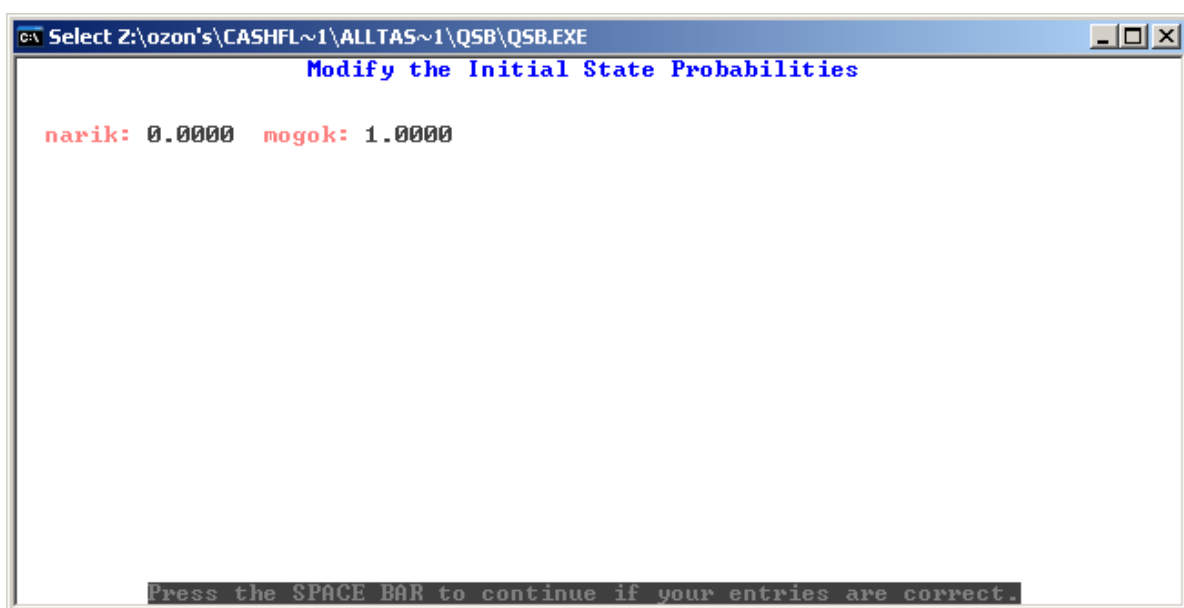 Select Z:\ozon's\CASHFL~1\ALLTAS~1\QSB\QSB.EXE
Modify the Initial State Probabilities
narik: 0.0000 mogok: 1.0000
Press the SPACE BAR to continue if your entries are correct.